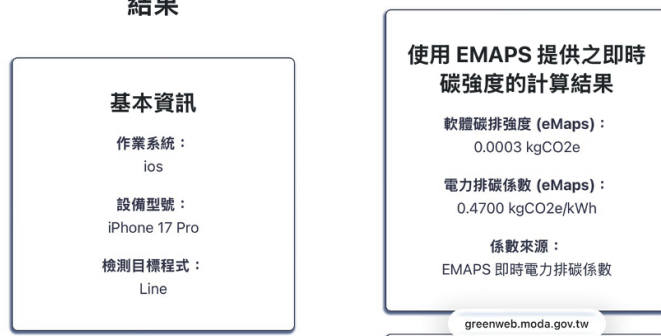 結果
基本資訊
作業系統：
ios
設備型號：
iPhone 17 Pro
檢測目標程式：
Line
使用 EMAPS 提供之即時
碳強度的計算結果
軟體碳排強度 (eMaps)：
0.0003 kgCO2e
電力排碳係數 (eMaps)：
0.4700 kgCO2e/kWh
係數來源：
EMAPS 即時電力排碳係數
greenweb.moda.gov.tw